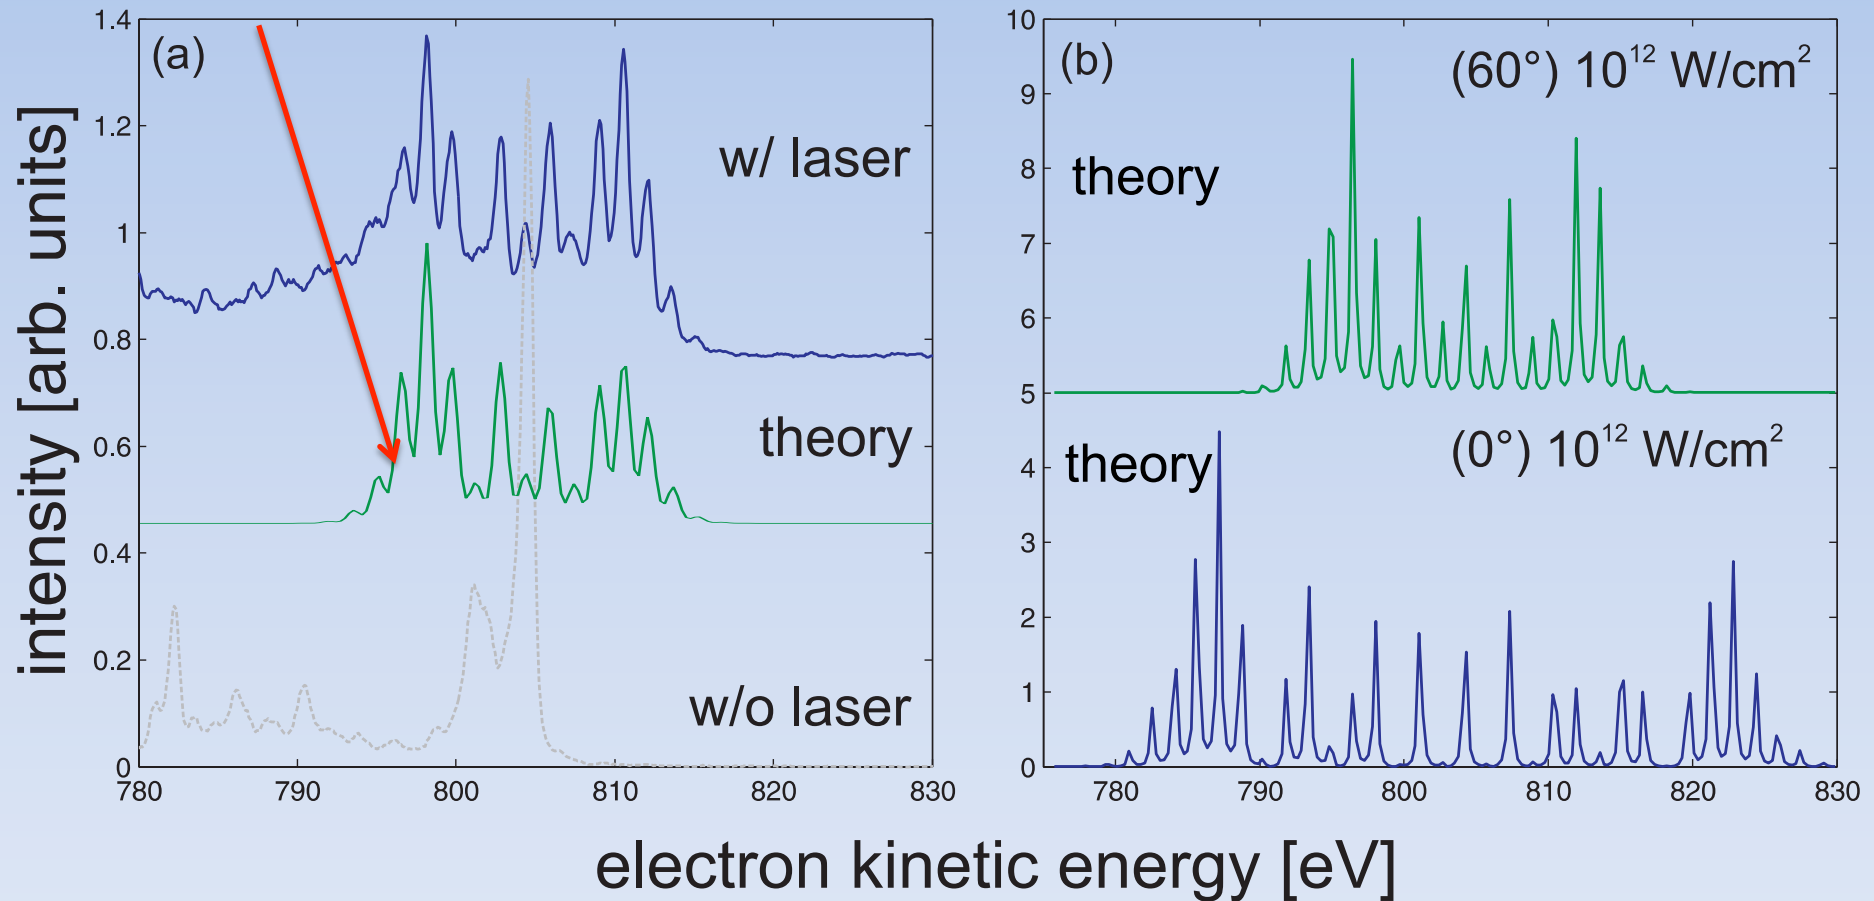 intensity [arb. units]
(a)
w/ laser
theory
w/o laser
1.4
1.2
1
0.8
0.6
0.4
0.2
0
780 790 800 810 820 830
(b)
(60°) 10¹² W/cm²
theory
(0°) 10¹² W/cm²
theory
10
9
8
7
6
5
4
3
2
1
0
780 790 800 810 820 830
electron kinetic energy [eV]